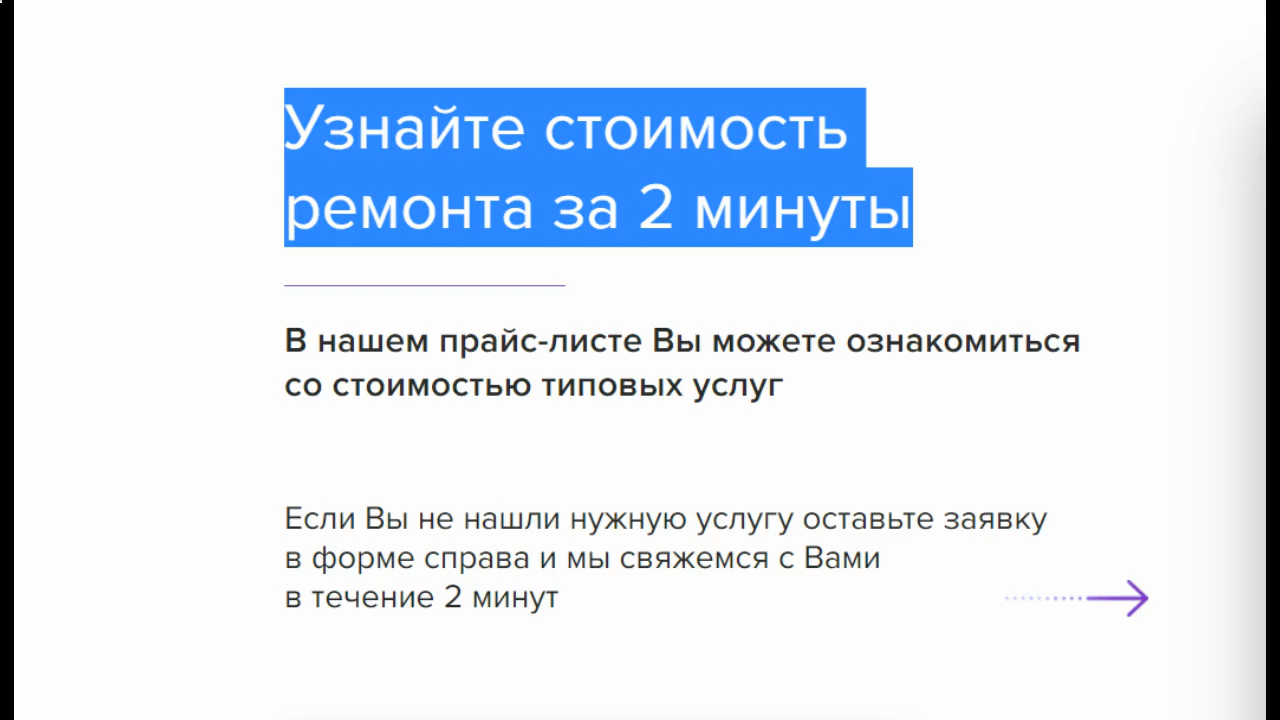 Узнайте стоимость
ремонта за 2 минуты
В нашем прайс-листе Вы можете ознакомиться
со стоимостью типовых услуг
Если Вы не нашли нужную услугу оставьте заявку
в форме справа и мы свяжемся с Вами
в течение 2 минут